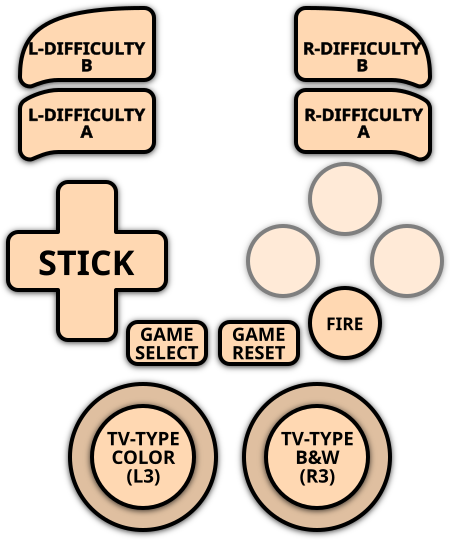 L-DIFFICULTY
B
R-DIFFICULTY
B
L-DIFFICULTY
A
R-DIFFICULTY
A
STICK
FIRE
GAME
SELECT
GAME
RESET
TV-TYPE
COLOR
(L3)
TV-TYPE
B&W
(R3)